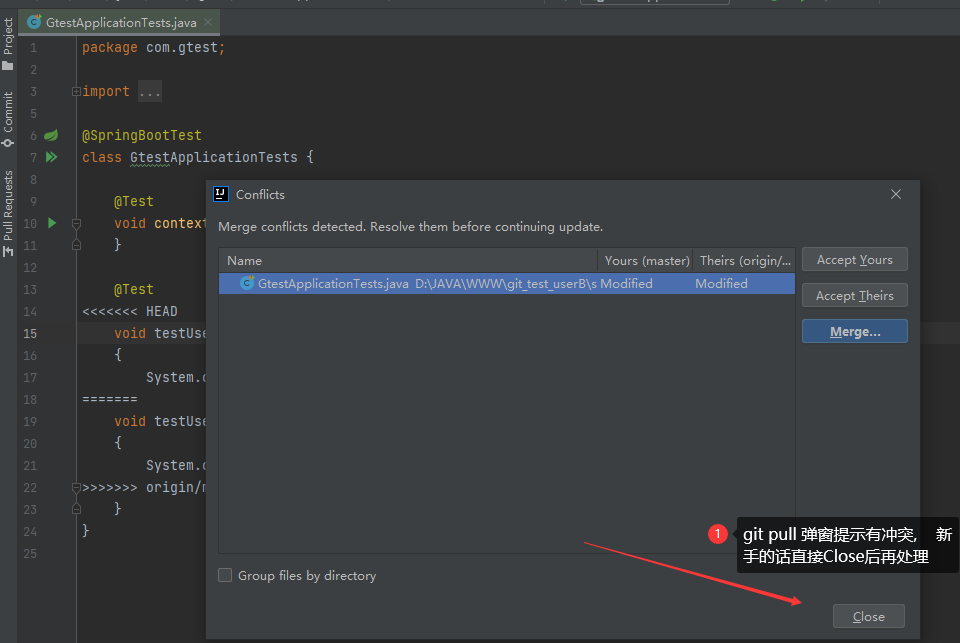 GtestApplicationTests.java
Project
Commit
Pull Requests
1 package com.gtest;
2
3 import ...
5
6 @SpringBootTest
7 class GtestApplicationTests {
8
9 @Test
10 void context
11 }
12
13 @Test
14 <<<<<<< HEAD
15 void testUse
16 {
17 System.o
18 =======
19 void testUse
20 {
21 System.o
22 >>>>>>> origin/m
23 }
24 }
25
Conflicts
Merge conflicts detected. Resolve them before continuing update.
Name Yours (master) Theirs (origin/...
GtestApplicationTests.java D:\JAVA\WWW\git_test_userB\s Modified Modified
Accept Yours
Accept Theirs
Merge...
1
git pull 弹窗提示有冲突, 新
手的话直接Close后再处理
Group files by directory
Close